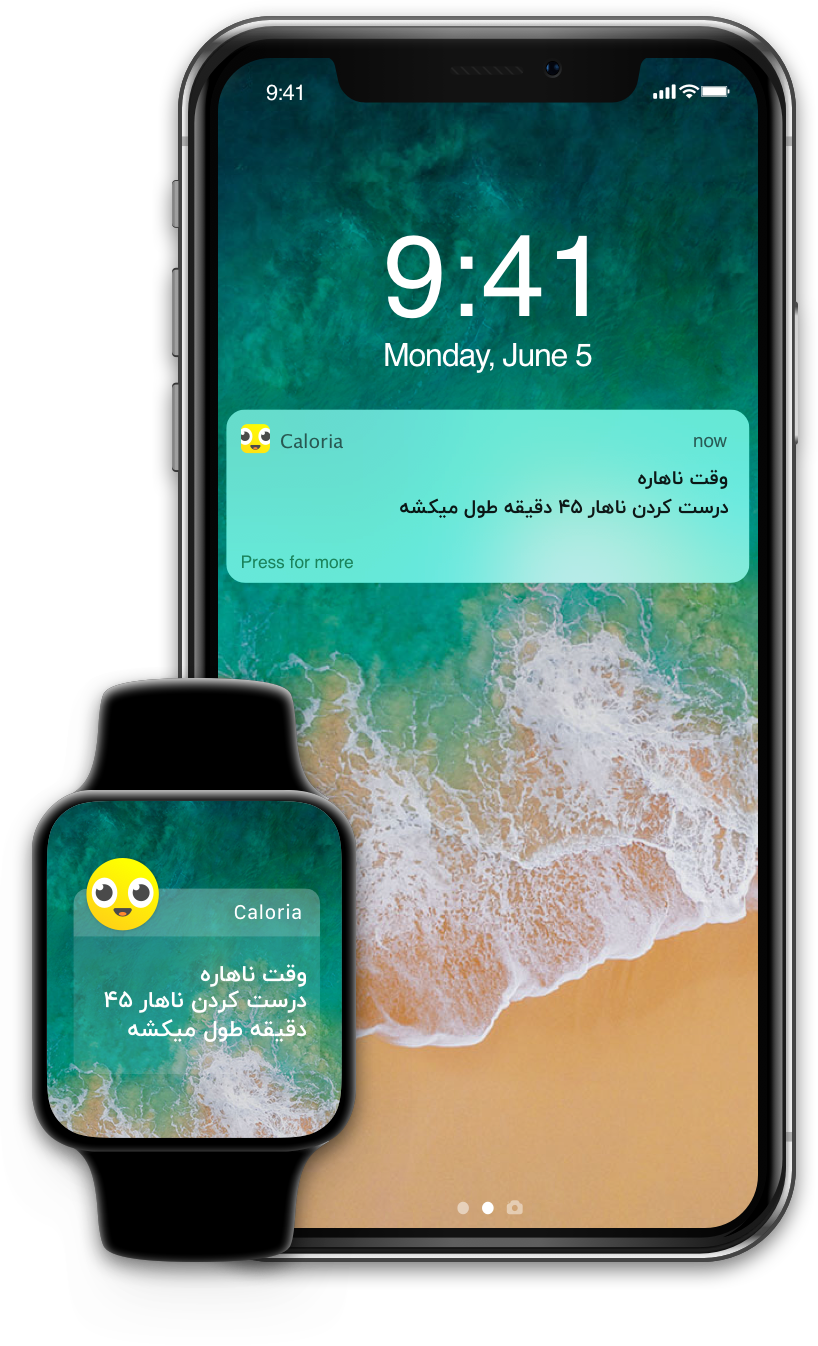 9:41
9:41
Monday, June 5
Caloria
now
وقت ناهاره
درست کردن ناهار ۴۵ دقیقه طول میکشه
Press for more
Caloria
وقت ناهاره
درست کردن ناهار ۴۵
دقیقه طول میکشه